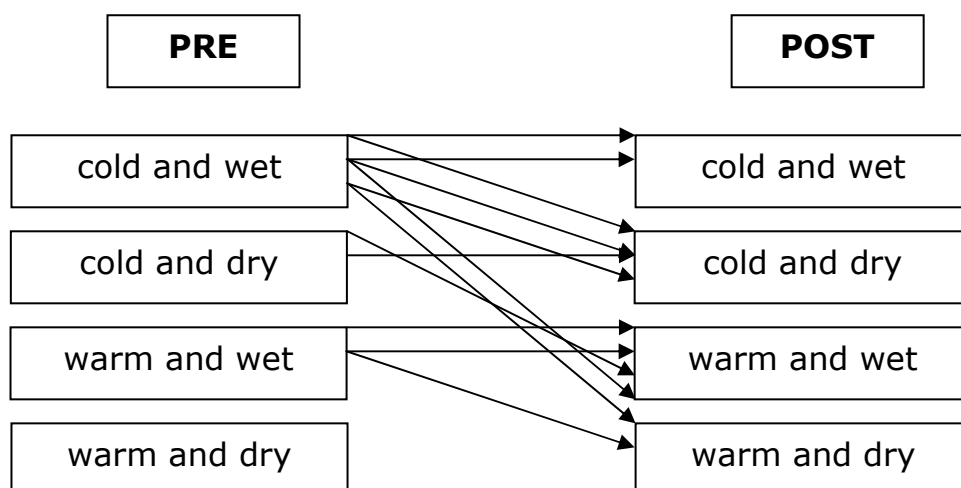 PRE POST
cold and wet cold and wet
cold and dry cold and dry
warm and wet warm and wet
warm and dry warm and dry